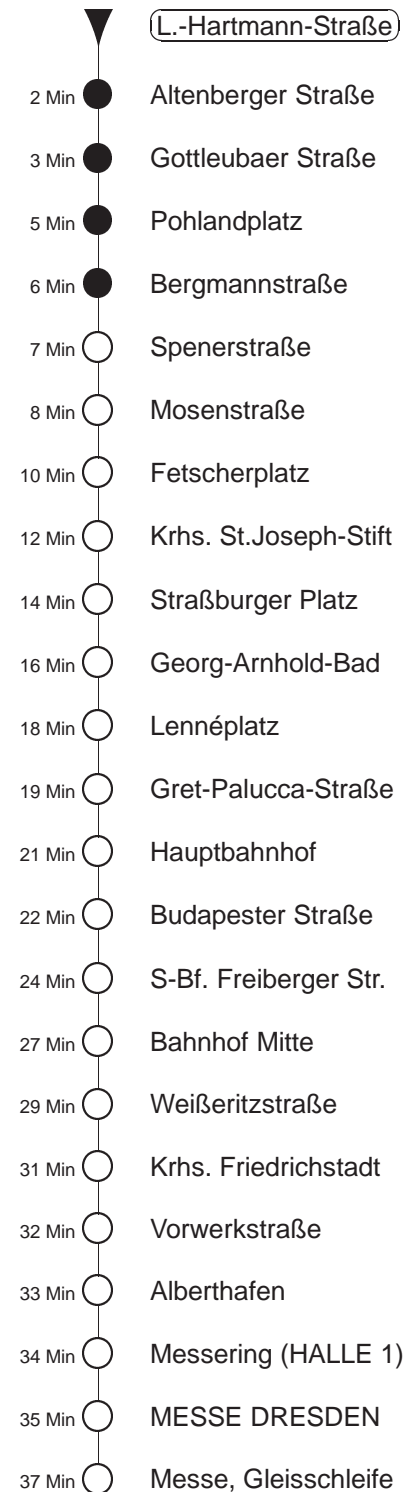 L.-Hartmann-Straße
2 Min Altenberger Straße
3 Min Gottleubaer Straße
5 Min Pohlandplatz
6 Min Bergmannstraße
7 Min Spenerstraße
8 Min Mosenstraße
10 Min Fetscherplatz
12 Min Krhs. St.Joseph-Stift
14 Min Straßburger Platz
16 Min Georg-Arnhold-Bad
18 Min Lennéplatz
19 Min Gret-Palucca-Straße
21 Min Hauptbahnhof
22 Min Budapester Straße
24 Min S-Bf. Freiberger Str.
27 Min Bahnhof Mitte
29 Min Weißeritzstraße
31 Min Krhs. Friedrichstadt
32 Min Vorwerkstraße
33 Min Alberthafen
34 Min Messering (HALLE 1)
35 Min MESSE DRESDEN
37 Min Messe, Gleisschleife